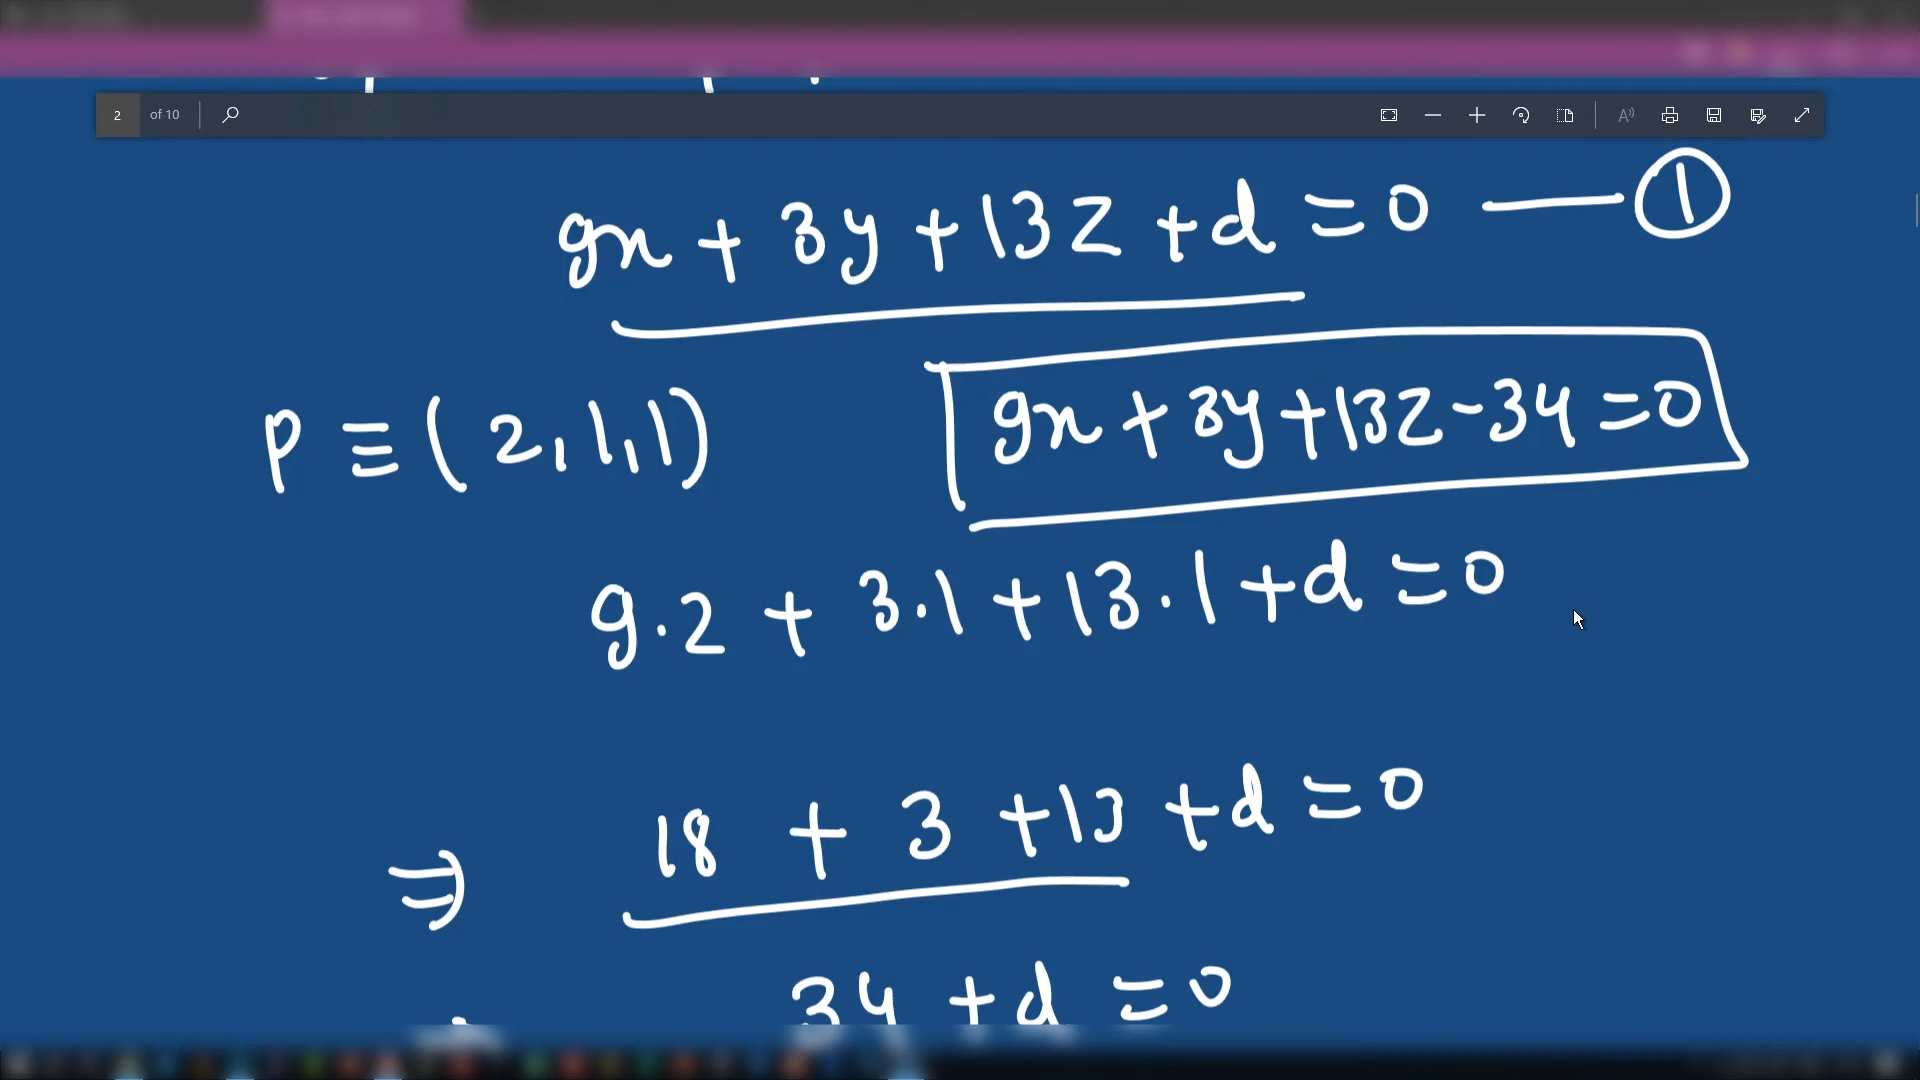 2 of 10
9x + 3y + 13z + d = 0 — ①
P ≡ (2,1,1)
9x + 3y + 13z - 34 = 0
9.2 + 3.1 + 13.1 + d = 0
⇒ 18 + 3 + 13 + d = 0
34 + d = 0